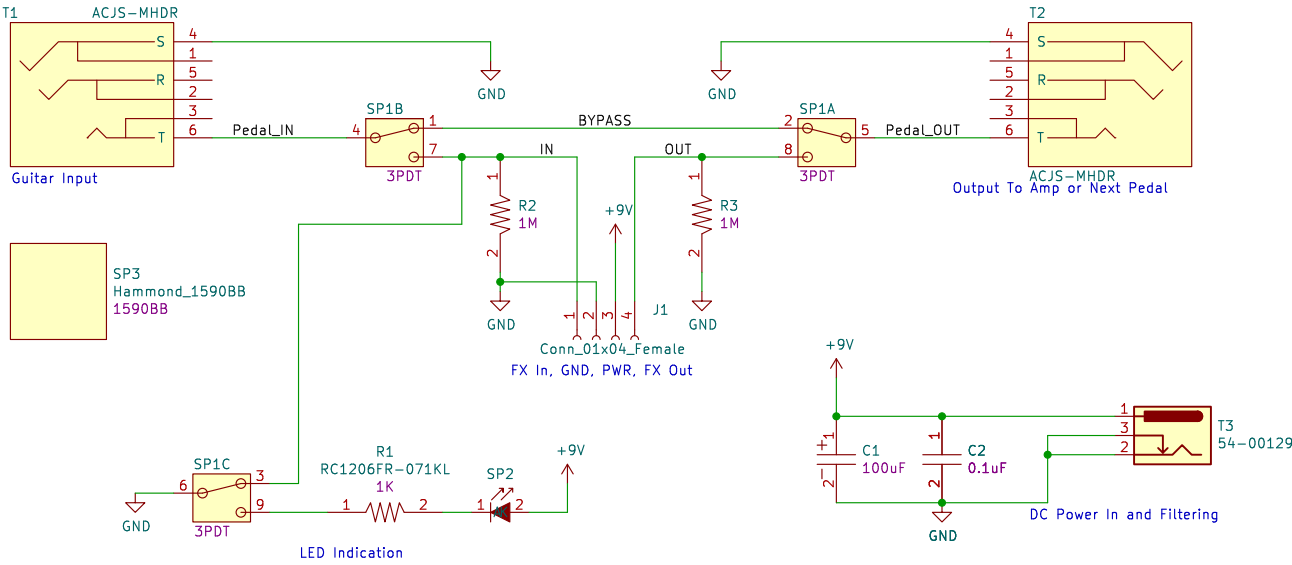 T1
ACJS-MHDR
4
S
1
5
R
2
3
6
T
Guitar Input
Pedal_IN
GND
SP1B
4
1
7
3PDT
BYPASS
IN
OUT
GND
SP1A
2
5
8
3PDT
Pedal_OUT
T2
4
S
1
5
R
2
3
6
T
ACJS-MHDR
Output To Amp or Next Pedal
1
R2
1M
2
GND
+9V
1
R3
1M
2
GND
SP3
Hammond_1590BB
1590BB
1
2
3
4
J1
Conn_01x04_Female
FX In, GND, PWR, FX Out
SP1C
6
3
9
3PDT
GND
R1
RC1206FR-071KL
1K
1
2
SP2
1
2
+9V
LED Indication
+9V
+
1
C1
100uF
-
2
1
C2
0.1uF
2
GND
1
3
2
T3
54-00129
DC Power In and Filtering